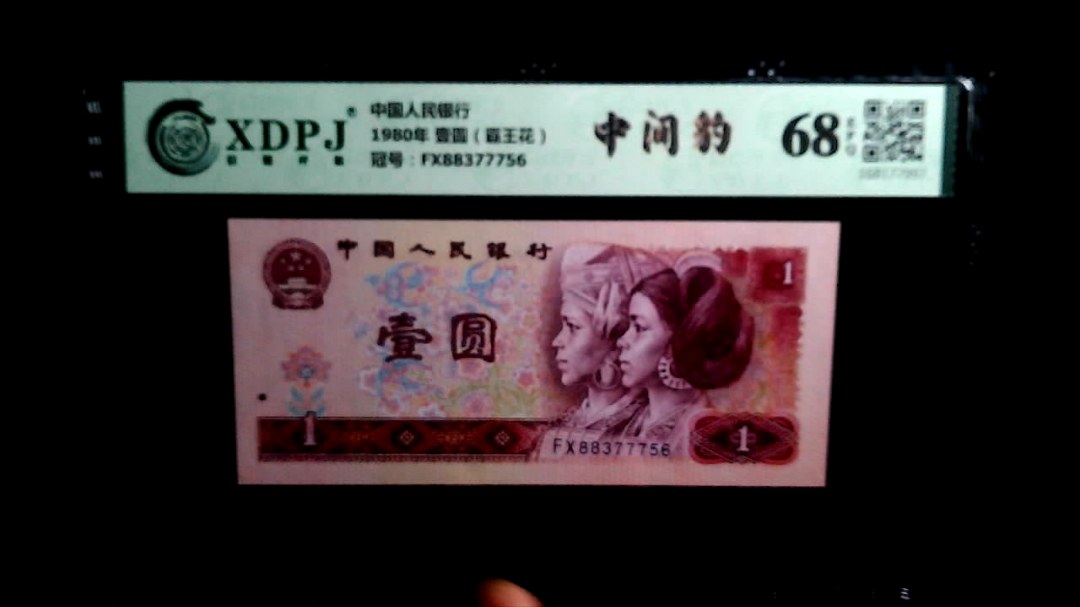 XDPJ
中国人民银行
1980年 壹圆（霸王花）
冠号：FX88377756
中间豹
68
中国人民银行
1
壹圆
1
FX88377756
1